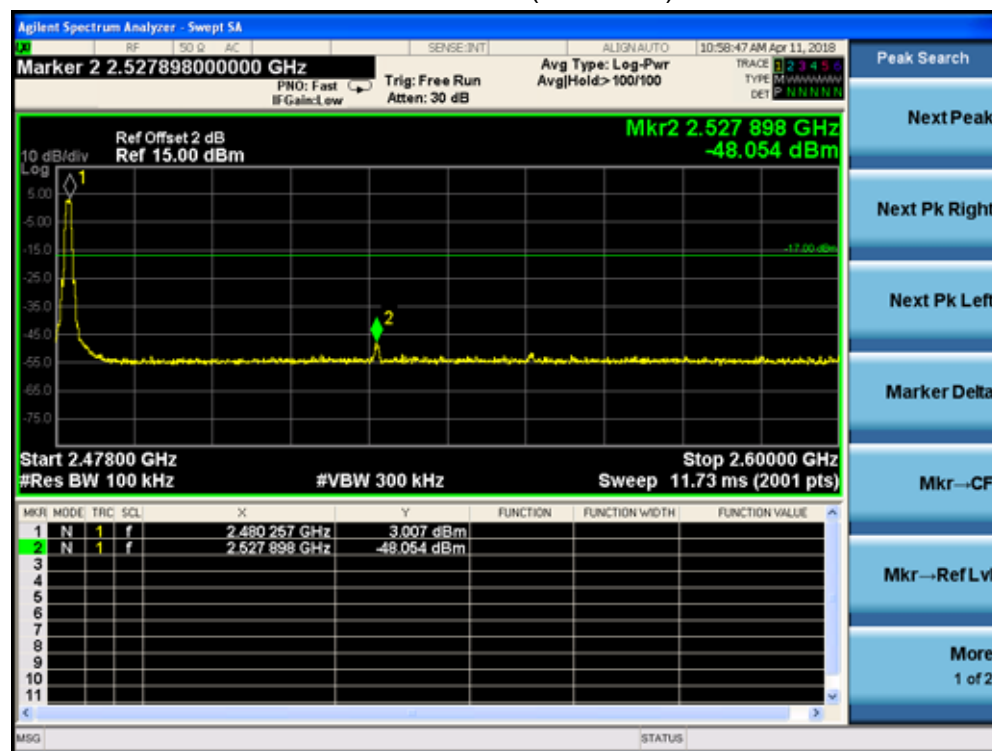 Agilent Spectrum Analyzer - Swept SA
LXI RF 50 Ω AC SENSE:INT ALIGNAUTO 10:58:47 AM Apr 11, 2018
Marker 2 2.527898000000 GHz
PNO: Fast
IFGain:Low
Trig: Free Run
Atten: 30 dB
Avg Type: Log-Pwr
Avg|Hold:> 100/100
TRACE 1 2 3 4 5 6
TYPE MWWWWW
DET P N N N N N
Mkr2 2.527 898 GHz
-48.054 dBm
Ref Offset 2 dB
10 dB/div Ref 15.00 dBm
Log
1
5.00
-5.00
-15.0
-17.00 dBm
-25.0
-35.0
2
-45.0
-55.0
-65.0
-75.0
Start 2.47800 GHz Stop 2.60000 GHz
#Res BW 100 kHz #VBW 300 kHz Sweep 11.73 ms (2001 pts)
MKR MODE TRC SCL X Y FUNCTION FUNCTION WIDTH FUNCTION VALUE
1 N 1 f 2.480 257 GHz 3.007 dBm
2 N 1 f 2.527 898 GHz -48.054 dBm
3
4
5
6
7
8
9
10
11
MSG STATUS
Peak Search
Next Peak
Next Pk Right
Next Pk Left
Marker Delta
Mkr→CF
Mkr→Ref Lvl
More
1 of 2